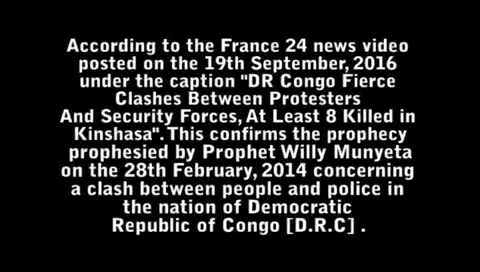 According to the France 24 news video
posted on the 19th September, 2016
under the caption "DR Congo Fierce
Clashes Between Protesters
And Security Forces, At Least 8 Killed in
Kinshasa". This confirms the prophecy
prophesied by Prophet Willy Munyeta
on the 28th February, 2014 concerning
a clash between people and police in
the nation of Democratic
Republic of Congo [D.R.C] .